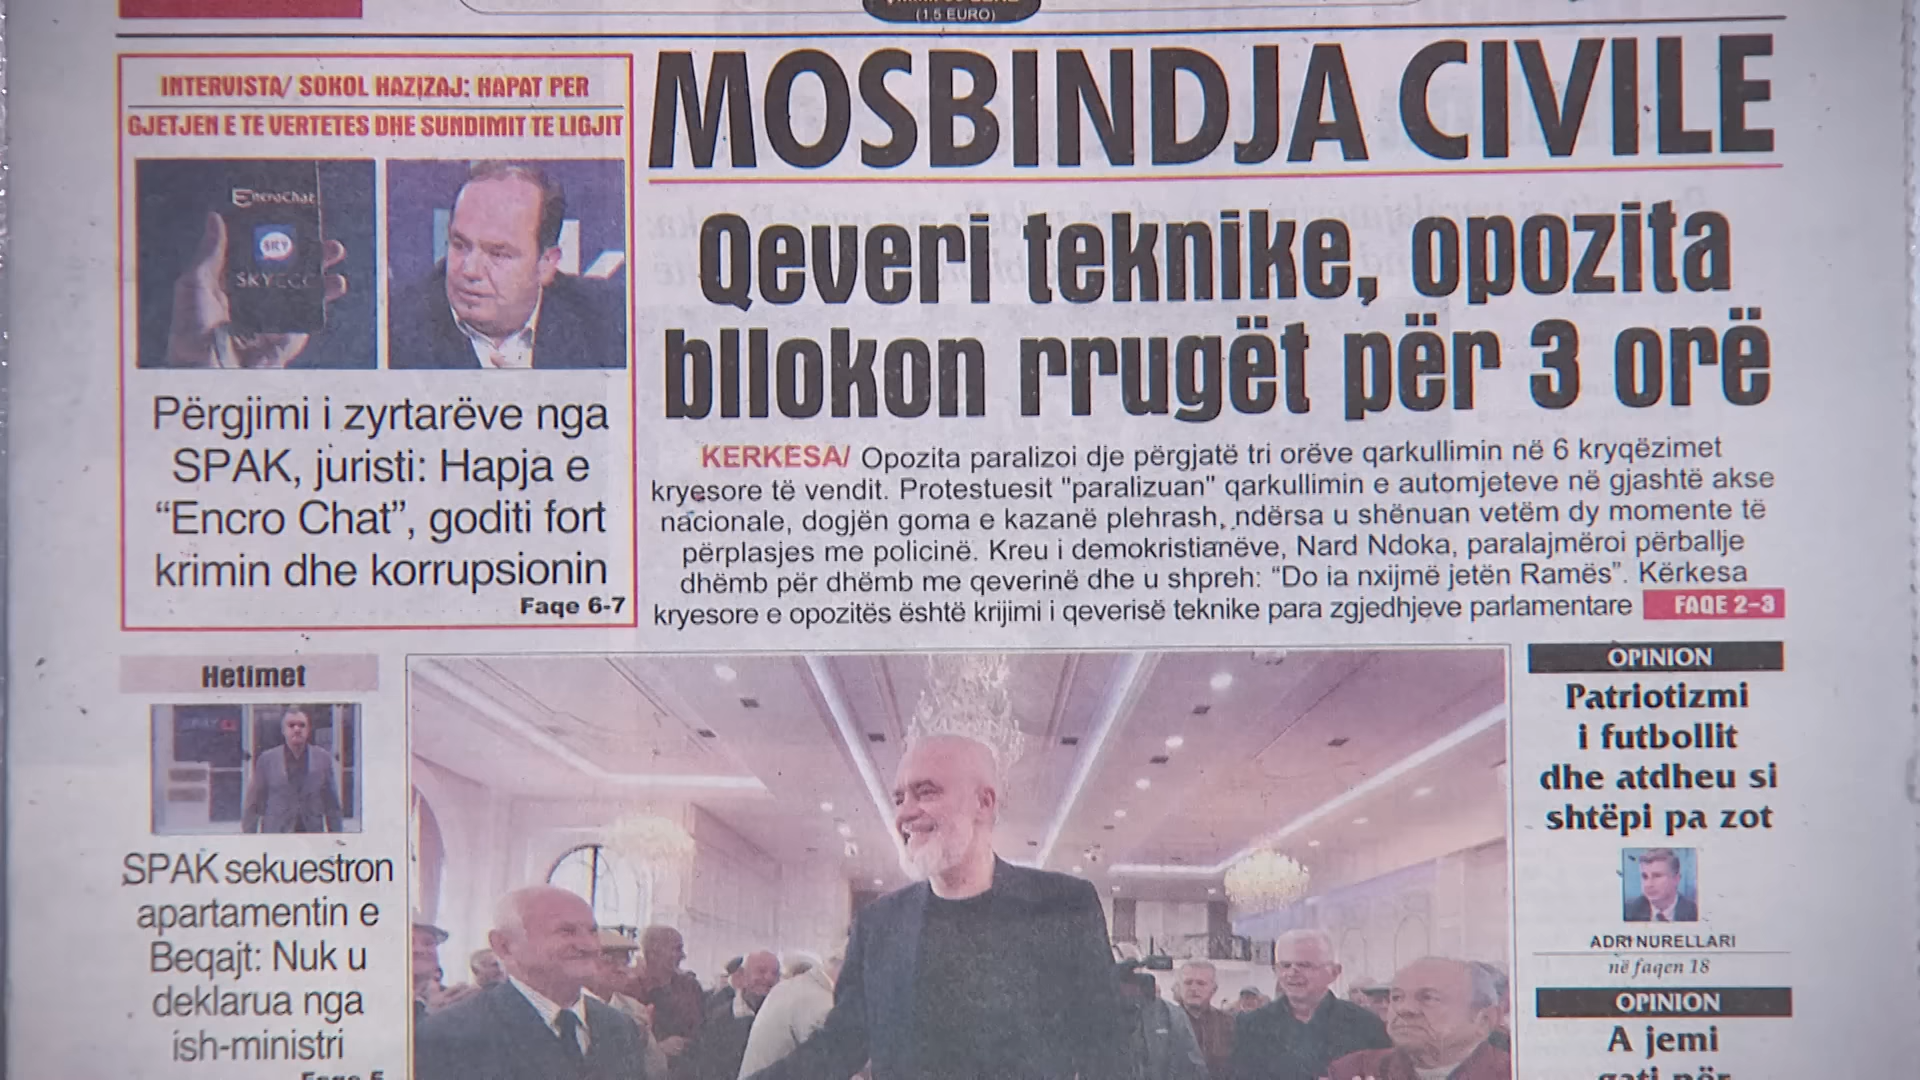 (1.5 EURO)
INTERVISTA/ SOKOL HAZIZAJ: HAPAT PER
GJETJEN E TE VERTETES DHE SUNDIMIT TE LIGJIT
EncroChat
SKY
SKYECC
Përgjimi i zyrtarëve nga
SPAK, juristi: Hapja e
“Encro Chat”, goditi fort
krimin dhe korrupsionin
Faqe 6-7
MOSBINDJA CIVILE
Qeveri teknike, opozita
bllokon rrugët për 3 orë
KERKESA/ Opozita paralizoi dje përgjatë tri orëve qarkullimin në 6 kryqëzimet
kryesore të vendit. Protestuesit "paralizuan" qarkullimin e automjeteve në gjashtë akse
nacionale, dogjën goma e kazanë plehrash, ndërsa u shënuan vetëm dy momente të
përplasjes me policinë. Kreu i demokristianëve, Nard Ndoka, paralajmëroi përballje
dhëmb për dhëmb me qeverinë dhe u shpreh: “Do ia nxijmë jetën Ramës”. Kërkesa
kryesore e opozitës është krijimi i qeverisë teknike para zgjedhjeve parlamentare
FAQE 2-3
Hetimet
SPAK sekuestron
apartamentin e
Beqajt: Nuk u
deklarua nga
ish-ministri
Faqe 5
OPINION
Patriotizmi
i futbollit
dhe atdheu si
shtëpi pa zot
ADRI NURELLARI
në faqen 18
OPINION
A jemi
gati për